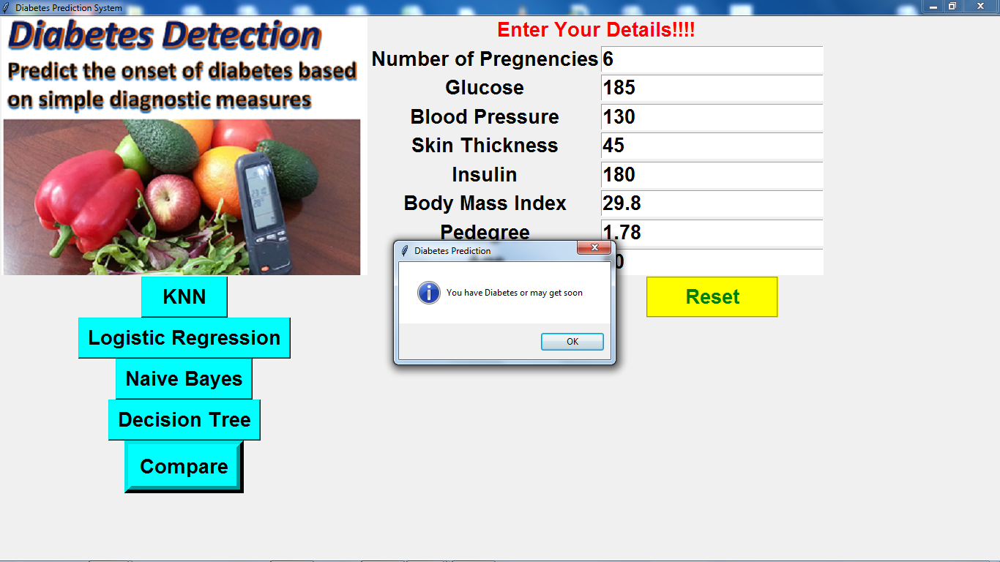 Diabetes Prediction System
Diabetes Detection
Predict the onset of diabetes based
on simple diagnostic measures
Enter Your Details!!!!
Number of Pregnencies 6
Glucose 185
Blood Pressure 130
Skin Thickness 45
Insulin 180
Body Mass Index 29.8
Pedegree 1.78
Diabetes Prediction
You have Diabetes or may get soon
OK
KNN
Reset
Logistic Regression
Naive Bayes
Decision Tree
Compare